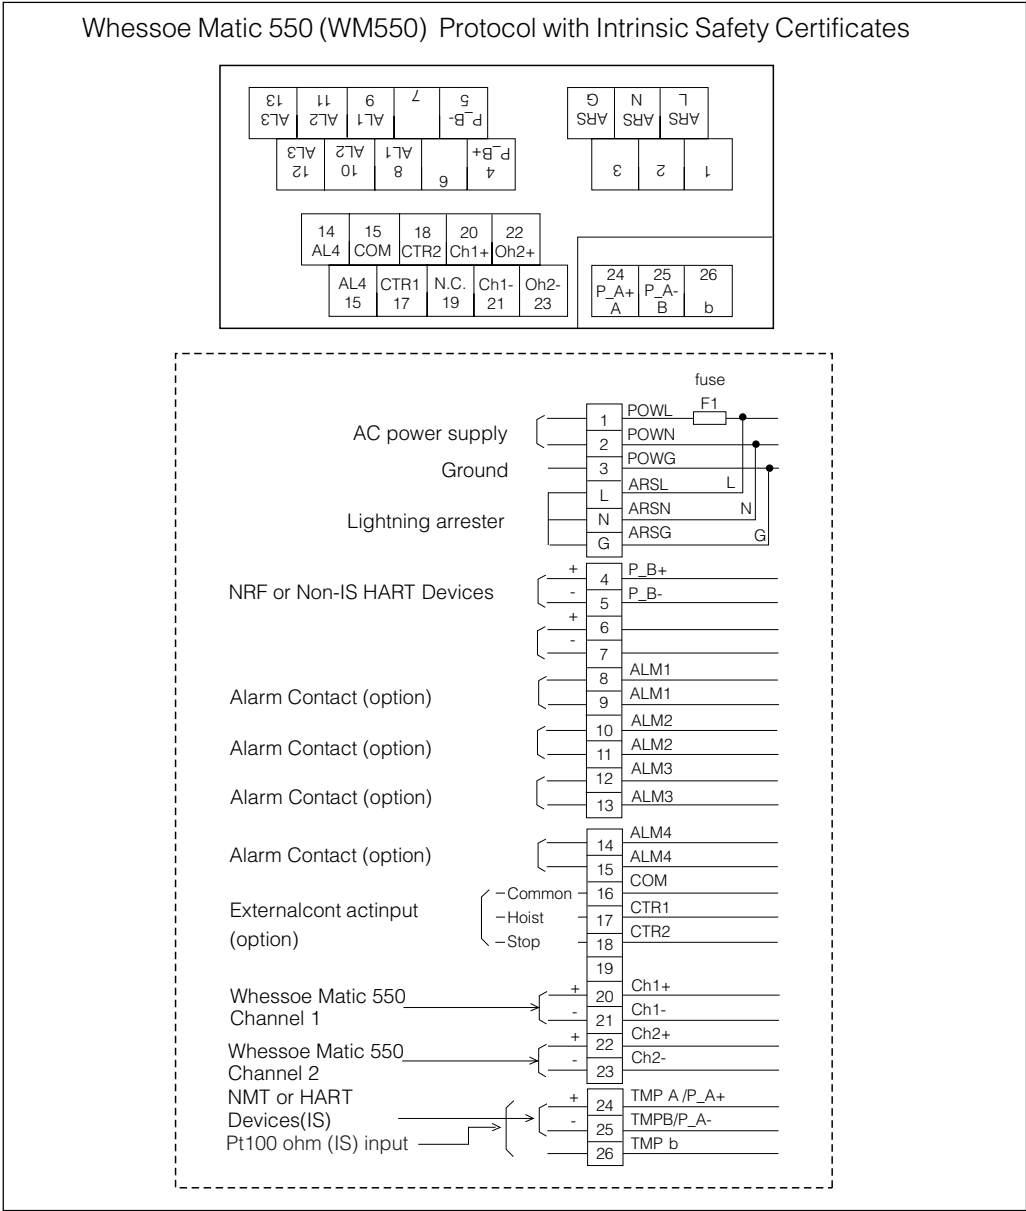 Whessoe Matic 550 (WM550) Protocol with Intrinsic Safety Certificates
13 11 9 7 5
AL3 AL2 AL1 P_B-
G N L
ARS ARS ARS
AL3 AL2 AL1 P_B+
12 10 8 6 4
3 2 1
14 15 18 20 22
AL4 COM CTR2 Ch1+ Oh2+
AL4 CTR1 N.C. Ch1- Oh2-
15 17 19 21 23
24 25 26
P_A+ P_A-
A B b
fuse
F1
AC power supply
1 POWL
2 POWN
Ground 3 POWG
Lightning arrester
L ARSL L
N ARSN N
G ARSG G
NRF or Non-IS HART Devices
+ 4 P_B+
- 5 P_B-
+ 6
- 7
Alarm Contact (option)
8 ALM1
9 ALM1
Alarm Contact (option)
10 ALM2
11 ALM2
Alarm Contact (option)
12 ALM3
13 ALM3
Alarm Contact (option)
14 ALM4
15 ALM4
Externalcont actinput
(option)
Common 16 COM
Hoist 17 CTR1
Stop 18 CTR2
19
Whessoe Matic 550
Channel 1
+ 20 Ch1+
- 21 Ch1-
Whessoe Matic 550
Channel 2
+ 22 Ch2+
- 23 Ch2-
NMT or HART
Devices(IS)
Pt100 ohm (IS) input
+ 24 TMP A /P_A+
- 25 TMPB/P_A-
26 TMP b